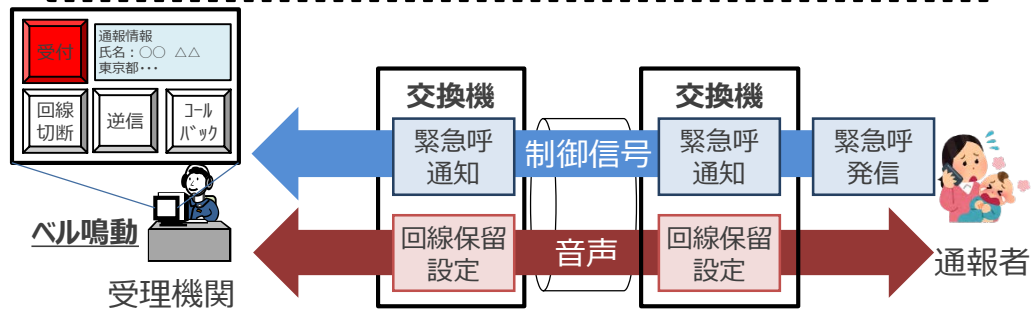 受付
通報情報
氏名：○○ △△
東京都･･･
回線
切断
逆信
ｺｰﾙ
ﾊﾞｯｸ
ベル鳴動
受理機関
交換機
交換機
緊急呼
通知
制御信号
緊急呼
通知
緊急呼
発信
回線保留
設定
音声
回線保留
設定
通報者